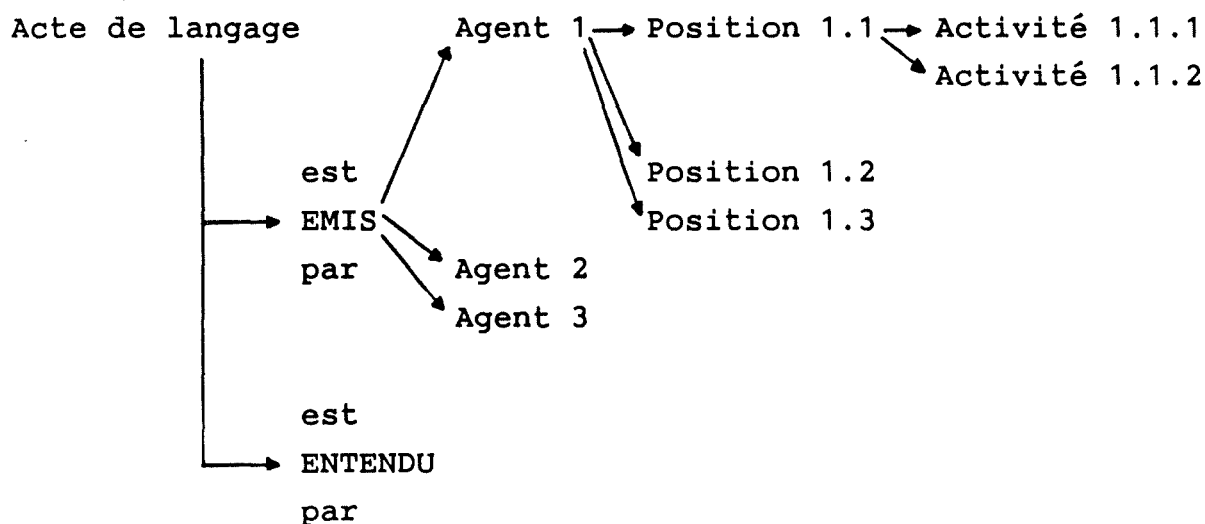 Acte de langage Agent 1 Position 1.1 Activité 1.1.1
Activité 1.1.2
est Position 1.2
EMIS Position 1.3
par Agent 2
Agent 3
est
ENTENDU
par